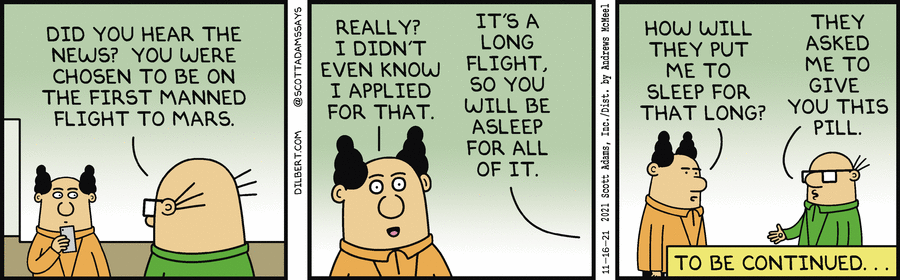 DID YOU HEAR THE
NEWS? YOU WERE
CHOSEN TO BE ON
THE FIRST MANNED
FLIGHT TO MARS.
DILBERT.COM @SCOTTADAMSSAYS
REALLY?
I DIDN'T
EVEN KNOW
I APPLIED
FOR THAT.
IT'S A
LONG
FLIGHT,
SO YOU
WILL BE
ASLEEP
FOR ALL
OF IT.
11-16-21 2021 Scott Adams, Inc./Dist. by Andrews McMeel
HOW WILL
THEY PUT
ME TO
SLEEP FOR
THAT LONG?
THEY
ASKED
ME TO
GIVE
YOU THIS
PILL.
TO BE CONTINUED...